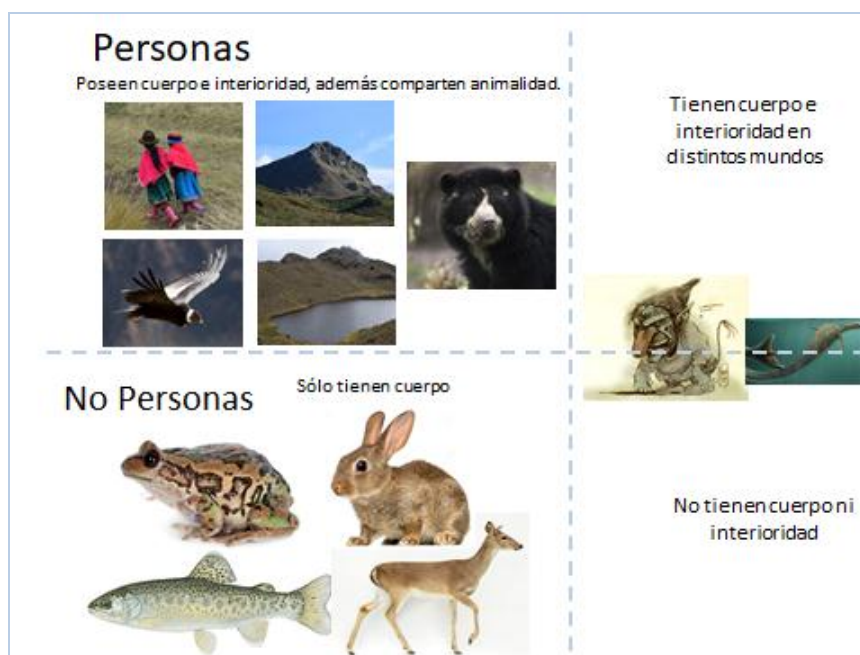 Personas
Poseen cuerpo e interioridad, además comparten animalidad.
Tienen cuerpo e
interioridad en
distintos mundos
No Personas
Sólo tienen cuerpo
No tienen cuerpo ni
interioridad